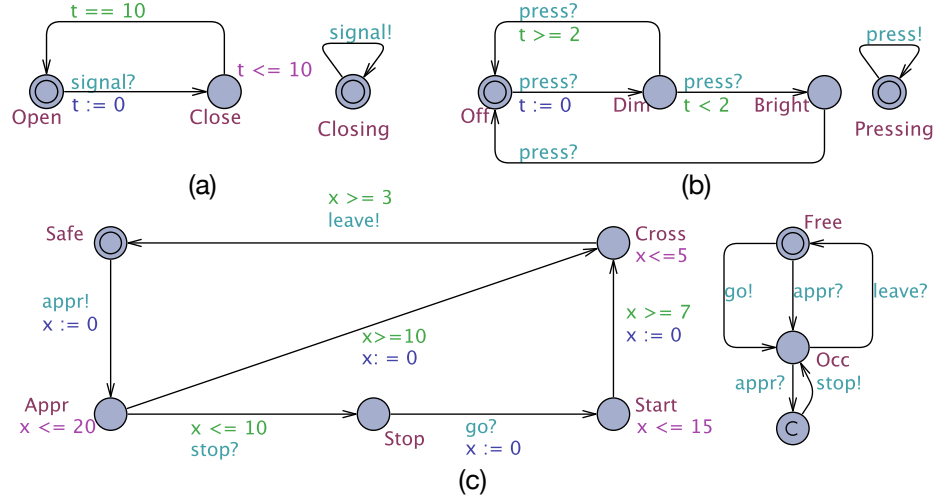 t == 10
signal?
t := 0
t <= 10
Open
Close
signal!
Closing
(a)
press?
t >= 2
press?
t := 0
press?
t < 2
Off
Dim
Bright
press?
press!
Pressing
(b)
x >= 3
leave!
Safe
Cross
x<=5
appr!
x := 0
x>=10
x: = 0
x >= 7
x := 0
Appr
x <= 20
x <= 10
stop?
Stop
go?
x := 0
Start
x <= 15
Free
go!
appr?
leave?
Occ
appr?
stop!
C
(c)